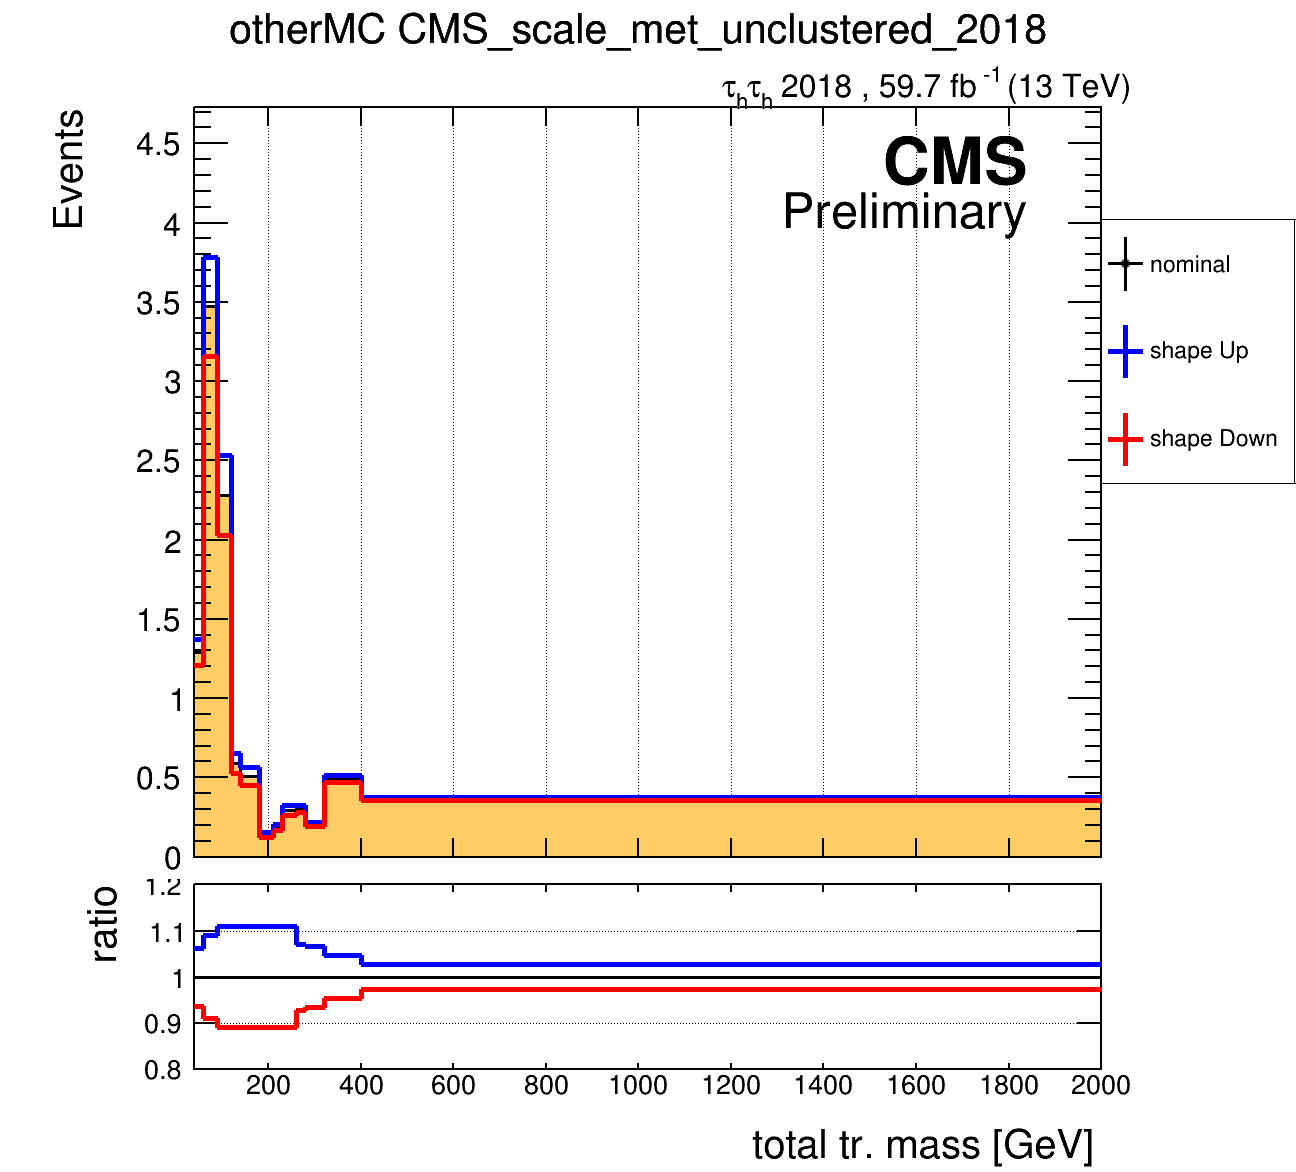 otherMC CMS_scale_met_unclustered_2018
τhτh 2018 , 59.7 fb-1 (13 TeV)
Events
4.5
4
3.5
3
2.5
2
1.5
1
0.5
0
CMS
Preliminary
nominal
shape Up
shape Down
ratio
1.2
1.1
1
0.9
0.8
200 400 600 800 1000 1200 1400 1600 1800 2000
total tr. mass [GeV]